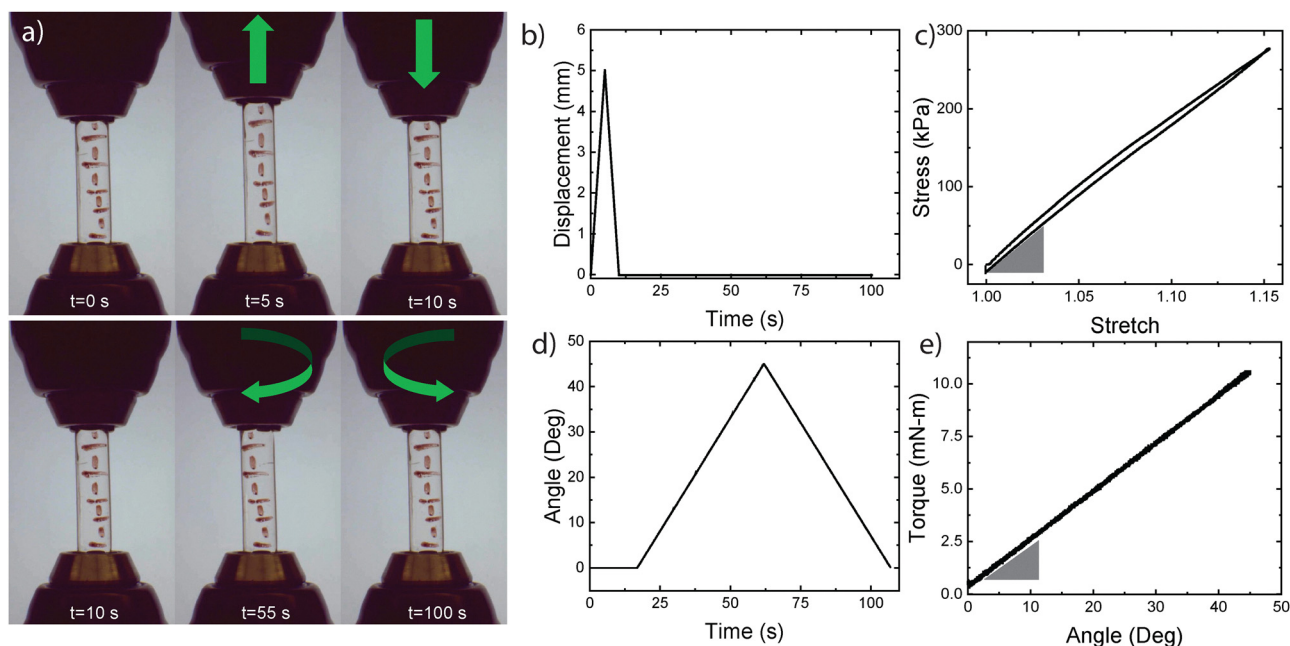 a)
t=0 s
t=5 s
t=10 s
t=10 s
t=55 s
t=100 s
b)
6
5
4
3
2
1
0
Displacement (mm)
0
25
50
75
100
Time (s)
c)
300
200
100
0
Stress (kPa)
1.00
1.05
1.10
1.15
Stretch
d)
50
40
30
20
10
0
Angle (Deg)
0
25
50
75
100
Time (s)
e)
10.0
7.5
5.0
2.5
0.0
Torque (mN-m)
0
10
20
30
40
50
Angle (Deg)